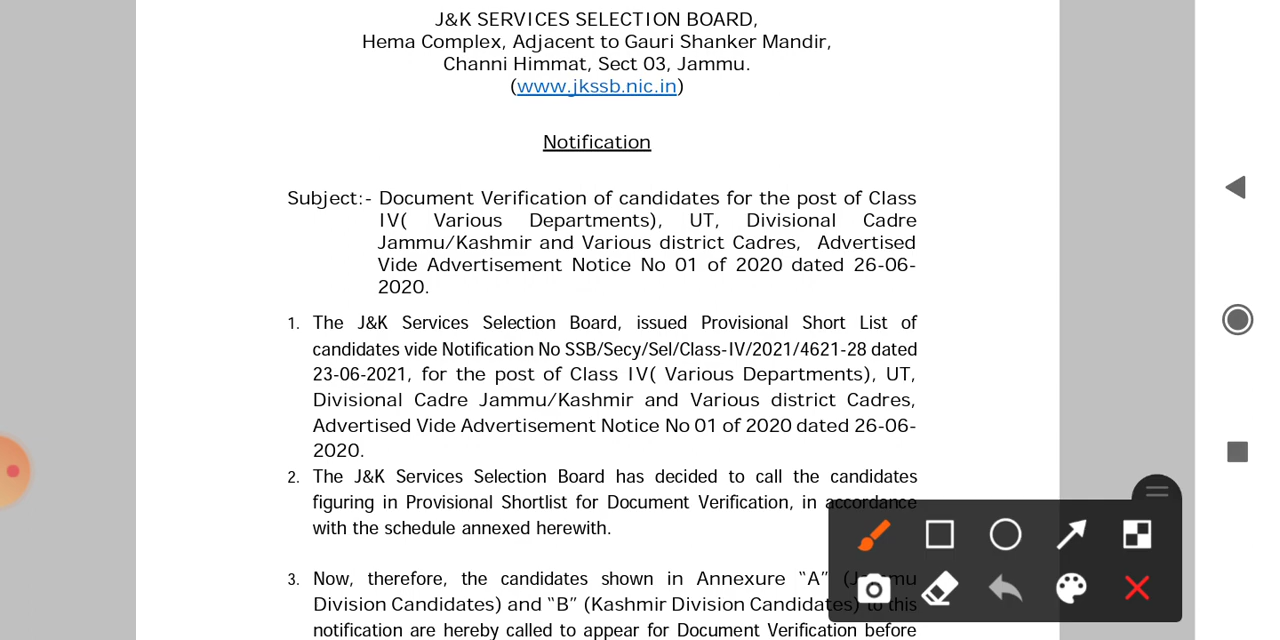 J&K SERVICES SELECTION BOARD,
Hema Complex, Adjacent to Gauri Shanker Mandir,
Channi Himmat, Sect 03, Jammu.
(www.jkssb.nic.in)
Notification
Subject:- Document Verification of candidates for the post of Class
IV( Various Departments), UT, Divisional Cadre
Jammu/Kashmir and Various district Cadres, Advertised
Vide Advertisement Notice No 01 of 2020 dated 26-06-
2020.
1. The J&K Services Selection Board, issued Provisional Short List of
candidates vide Notification No SSB/Secy/Sel/Class-IV/2021/4621-28 dated
23-06-2021, for the post of Class IV( Various Departments), UT,
Divisional Cadre Jammu/Kashmir and Various district Cadres,
Advertised Vide Advertisement Notice No 01 of 2020 dated 26-06-
2020.
2. The J&K Services Selection Board has decided to call the candidates
figuring in Provisional Shortlist for Document Verification, in accordance
with the schedule annexed herewith.
3. Now, therefore, the candidates shown in Annexure “A” (Jammu
Division Candidates) and “B” (Kashmir Division Candidates) to this
notification are hereby called to appear for Document Verification before